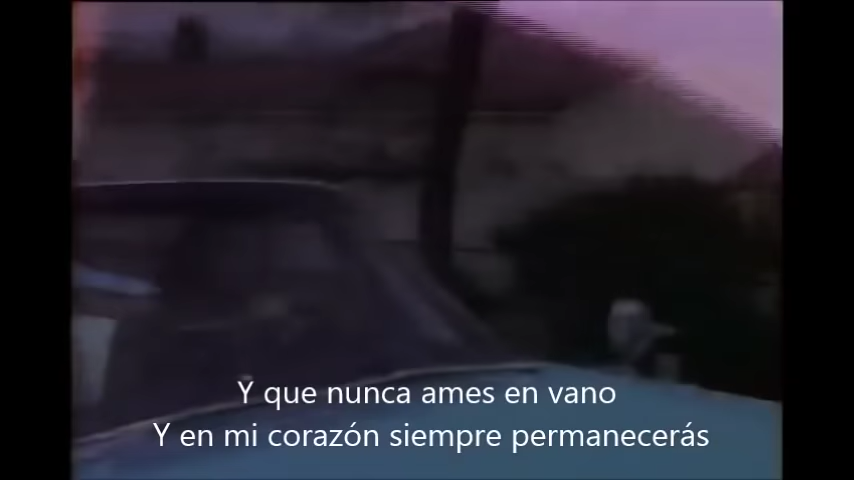 Y que nunca ames en vano
Y en mi corazón siempre permanecerás